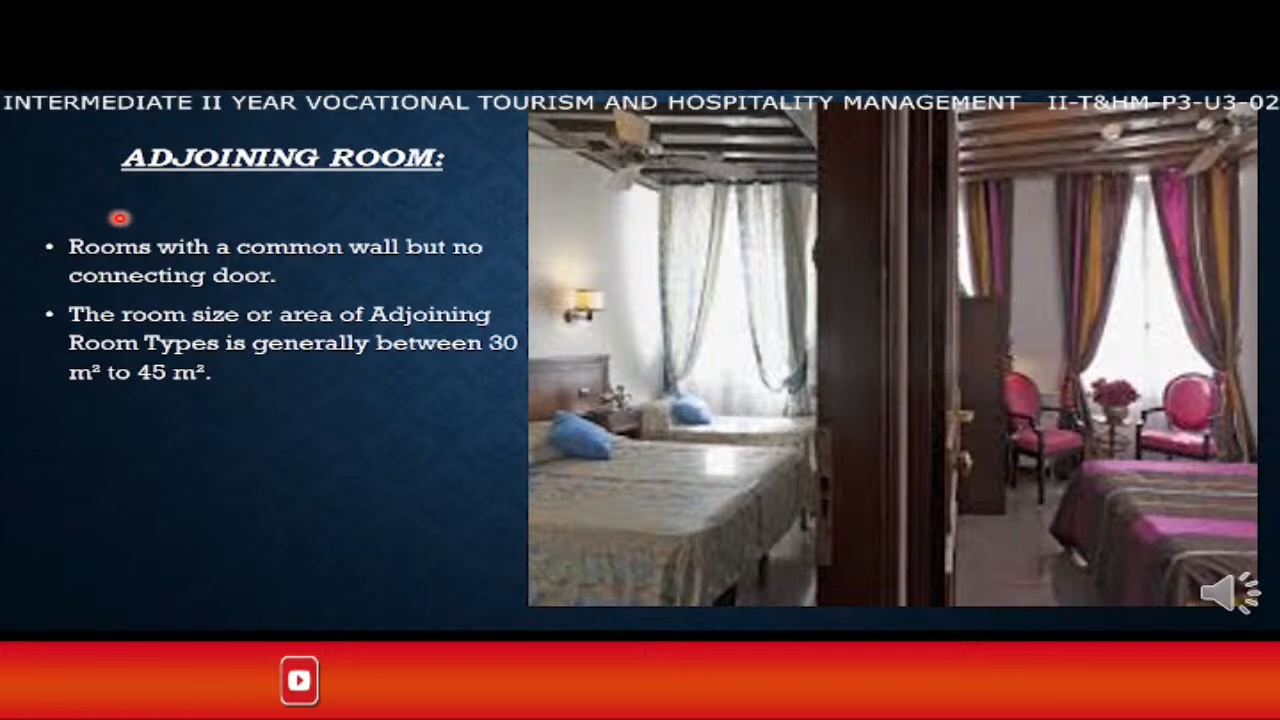 INTERMEDIATE II YEAR VOCATIONAL TOURISM AND HOSPITALITY MANAGEMENT II-T&HM-P3-U3-02
ADJOINING ROOM:
• Rooms with a common wall but no
connecting door.
• The room size or area of Adjoining
Room Types is generally between 30
m² to 45 m².